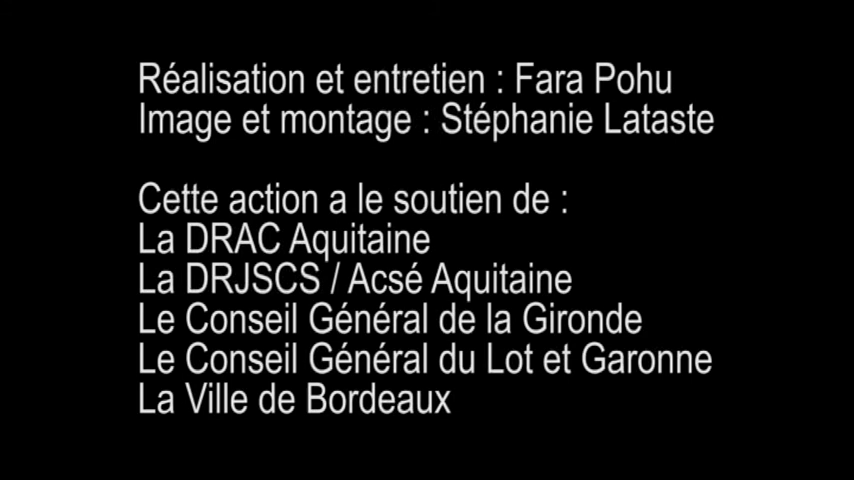 Réalisation et entretien : Fara Pohu
Image et montage : Stéphanie Lataste
Cette action a le soutien de :
La DRAC Aquitaine
La DRJSCS / Acsé Aquitaine
Le Conseil Général de la Gironde
Le Conseil Général du Lot et Garonne
La Ville de Bordeaux